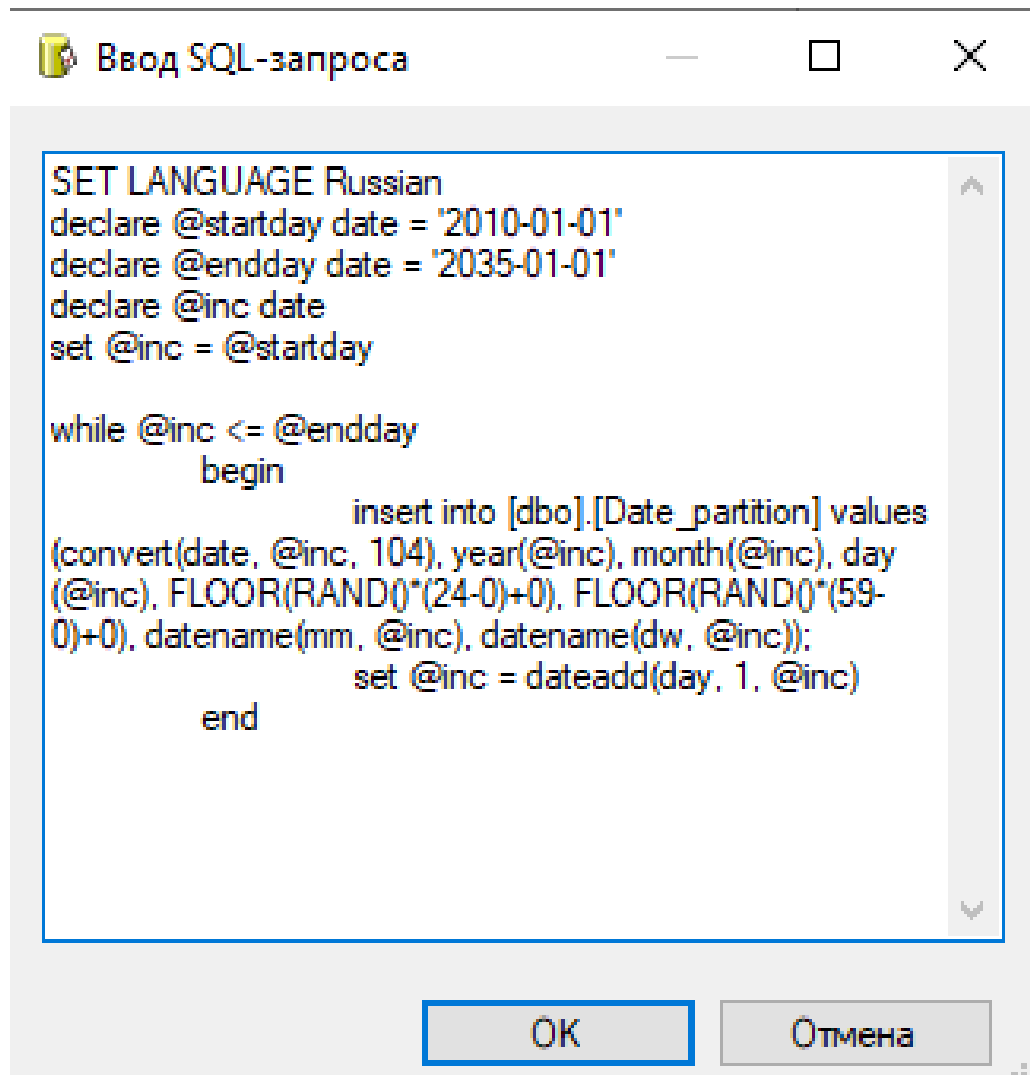 Ввод SQL-запроса
SET LANGUAGE Russian
declare @startday date = '2010-01-01'
declare @endday date = '2035-01-01'
declare @inc date
set @inc = @startday
while @inc <= @endday
begin
insert into [dbo].[Date_partition] values
(convert(date, @inc, 104), year(@inc), month(@inc), day
(@inc), FLOOR(RAND()*(24-0)+0), FLOOR(RAND()*(59-
0)+0), datename(mm, @inc), datename(dw, @inc));
set @inc = dateadd(day, 1, @inc)
end
ОК
Отмена